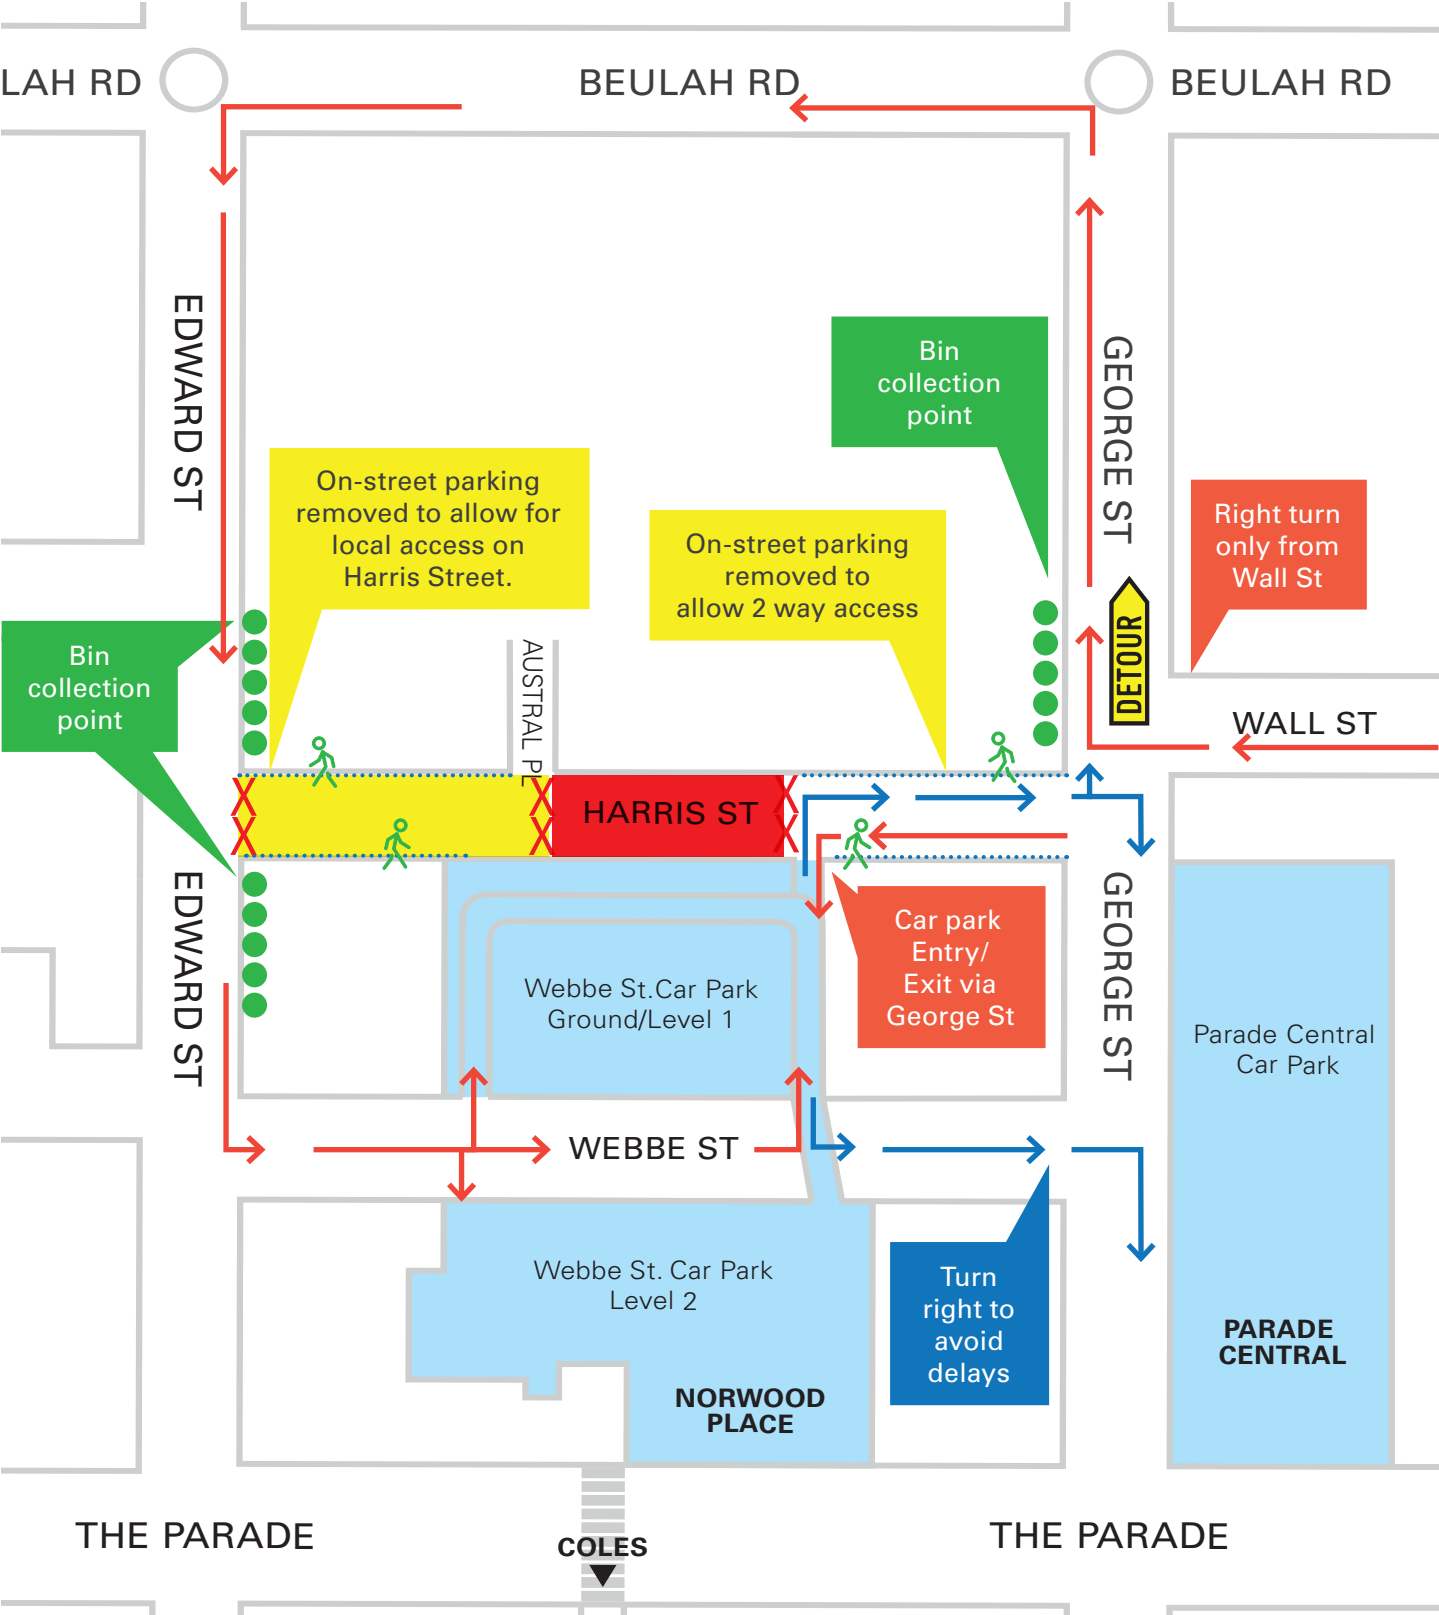 LAH RD
BEULAH RD
BEULAH RD
EDWARD ST
GEORGE ST
Bin
collection
point
On-street parking
removed to allow for
local access on
Harris Street.
On-street parking
removed to
allow 2 way access
Right turn
only from
Wall St
DETOUR
Bin
collection
point
AUSTRAL PL
WALL ST
HARRIS ST
EDWARD ST
GEORGE ST
Car park
Entry/
Exit via
George St
Webbe St.Car Park
Ground/Level 1
Parade Central
Car Park
WEBBE ST
Webbe St. Car Park
Level 2
Turn
right to
avoid
delays
PARADE
CENTRAL
NORWOOD
PLACE
THE PARADE
COLES
THE PARADE